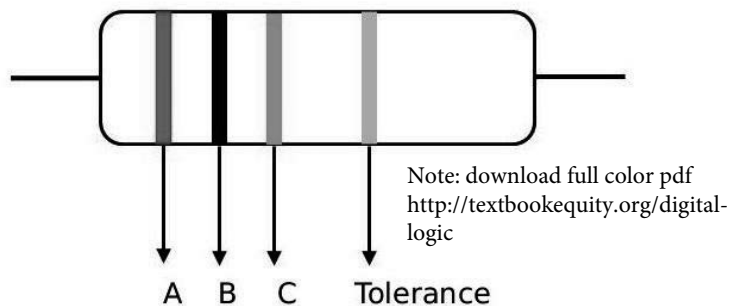 Note: download full color pdf
http://textbookequity.org/digital-
logic
A B C Tolerance